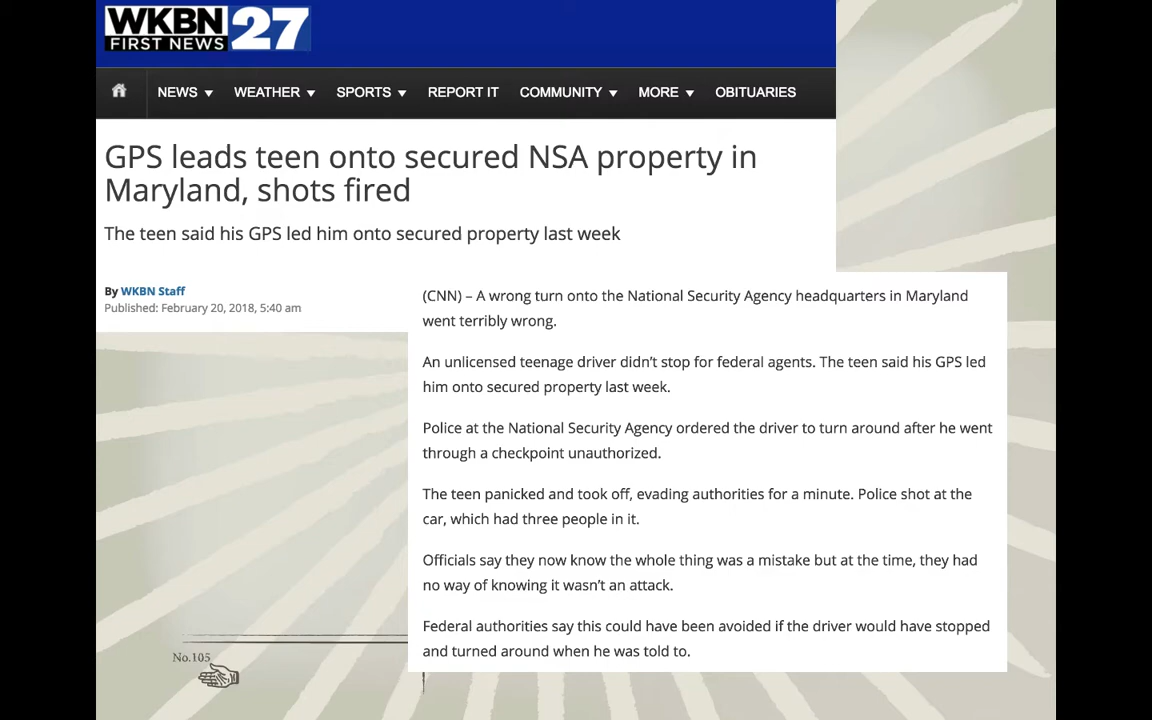 WKBN
FIRST NEWS
27
NEWS
WEATHER
SPORTS
REPORT IT
COMMUNITY
MORE
OBITUARIES
GPS leads teen onto secured NSA property in
Maryland, shots fired
The teen said his GPS led him onto secured property last week
By WKBN Staff
Published: February 20, 2018, 5:40 am
(CNN) – A wrong turn onto the National Security Agency headquarters in Maryland
went terribly wrong.
An unlicensed teenage driver didn't stop for federal agents. The teen said his GPS led
him onto secured property last week.
Police at the National Security Agency ordered the driver to turn around after he went
through a checkpoint unauthorized.
The teen panicked and took off, evading authorities for a minute. Police shot at the
car, which had three people in it.
Officials say they now know the whole thing was a mistake but at the time, they had
no way of knowing it wasn't an attack.
Federal authorities say this could have been avoided if the driver would have stopped
and turned around when he was told to.
No.105